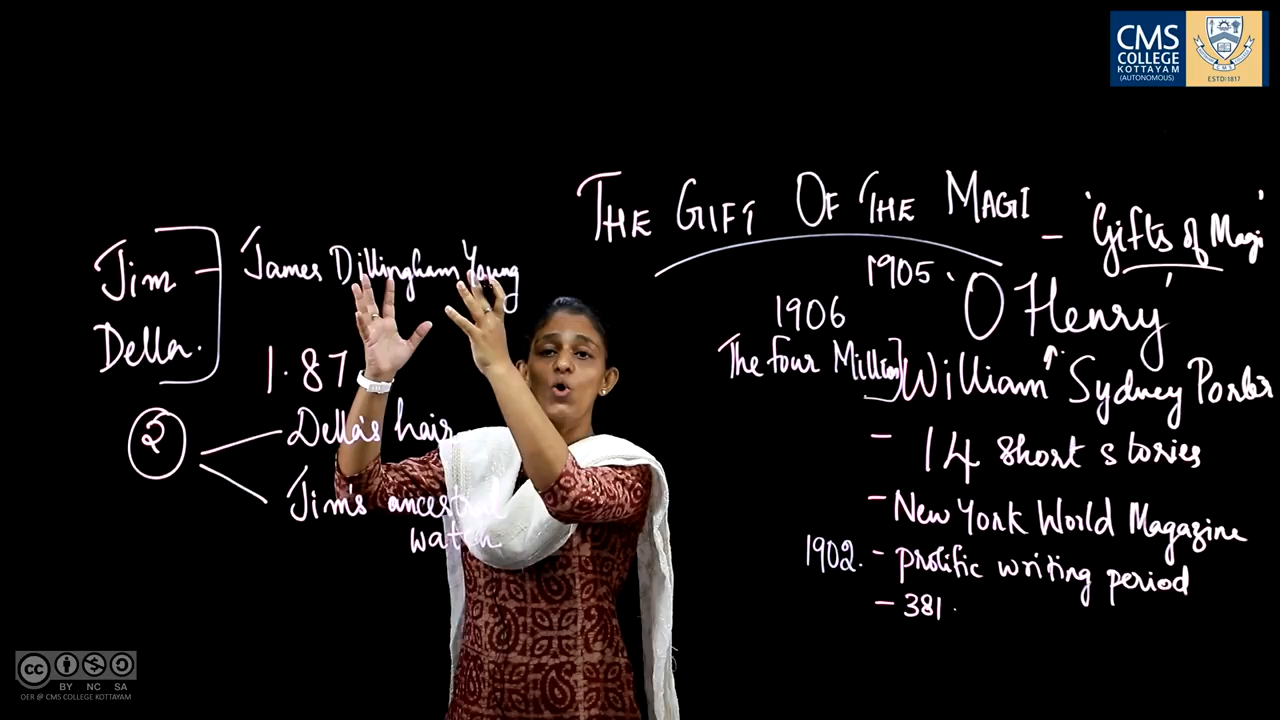 CMS
COLLEGE
KOTTAYAM
(AUTONOMOUS)
CMS
ESTD:1817
THE GIFT OF THE MAGI - 'Gifts of Magi'
1905
'O Henry'
1906
The four Million
William Sydney Porter
- 14 short stories
- New York World Magazine
1902. - prolific writing period
- 381.
Jim - James Dillingham Young
Della.
1.87
2
Della's hair
Jim's ancestral
watch
cc
BY NC SA
OER @ CMS COLLEGE KOTTAYAM